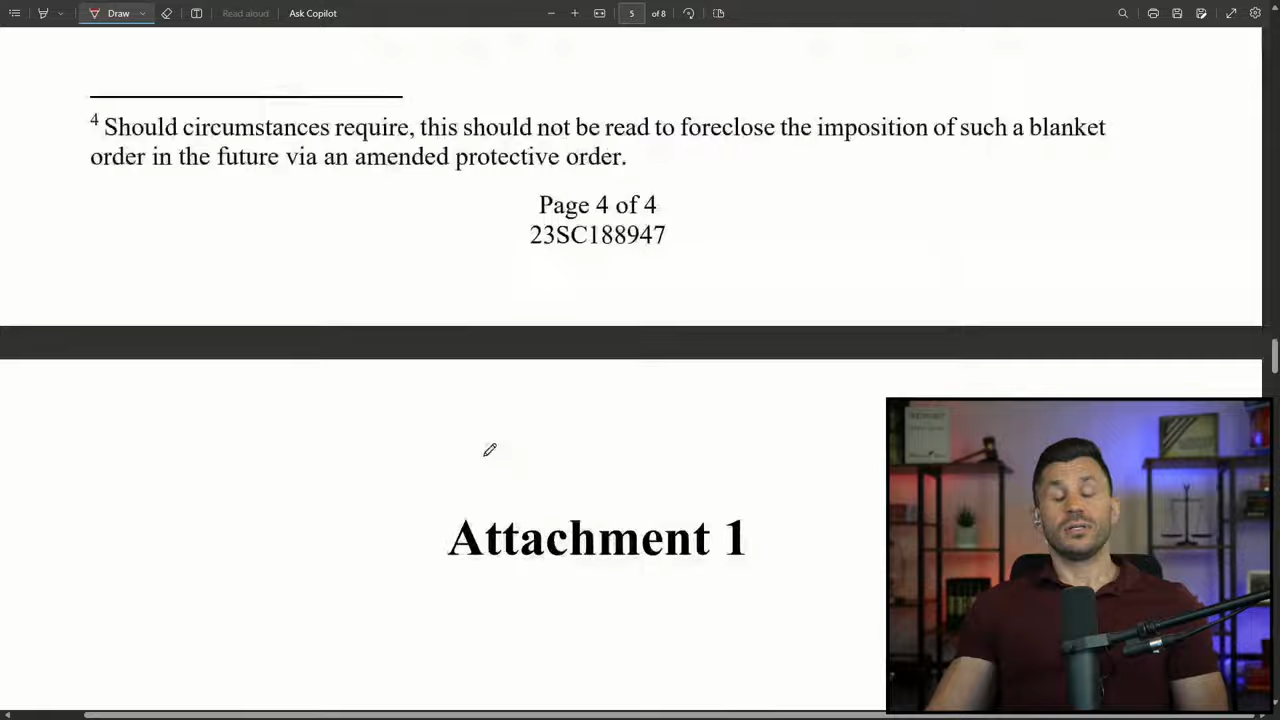 Draw
Read aloud
Ask Copilot
5
of 8
4 Should circumstances require, this should not be read to foreclose the imposition of such a blanket
order in the future via an amended protective order.
Page 4 of 4
23SC188947
Attachment 1